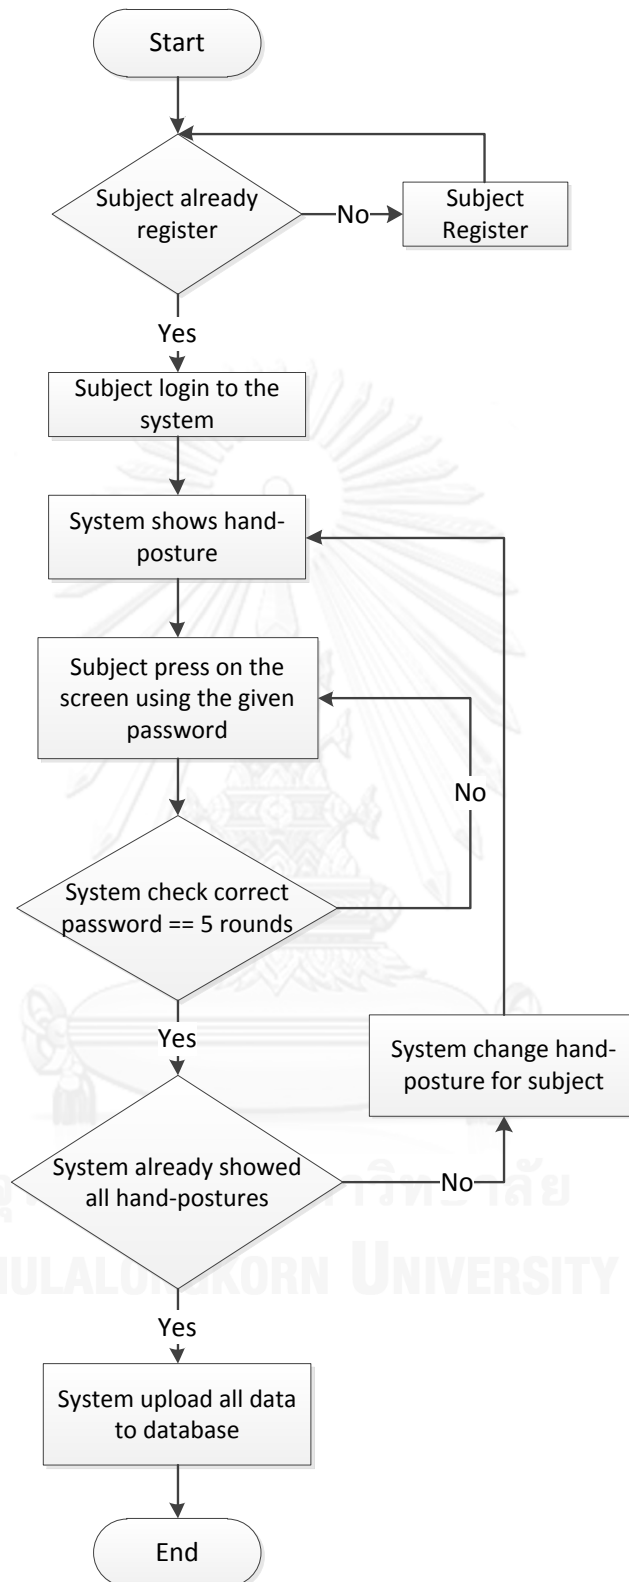 Start
Subject already
register
No
Subject
Register
Yes
Subject login to the
system
System shows hand-
posture
Subject press on the
screen using the given
password
No
System check correct
password == 5 rounds
Yes
System change hand-
posture for subject
System already showed
all hand-postures
No
UNIVERSITY
Yes
System upload all data
to database
End